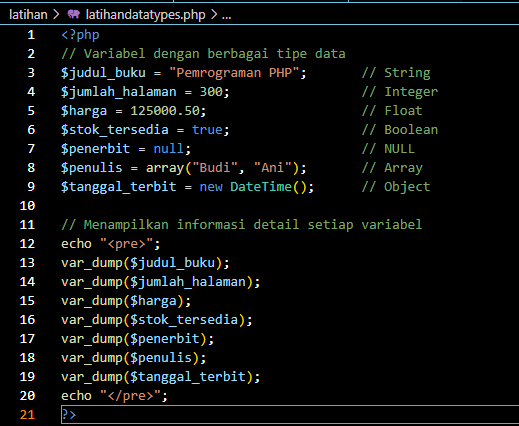 latihan > latihandatatypes.php > ...
1 <?php
2 // Variabel dengan berbagai tipe data
3 $judul_buku = "Pemrograman PHP";       // String
4 $jumlah_halaman = 300;                 // Integer
5 $harga = 125000.50;                    // Float
6 $stok_tersedia = true;                 // Boolean
7 $penerbit = null;                      // NULL
8 $penulis = array("Budi", "Ani");       // Array
9 $tanggal_terbit = new DateTime();      // Object
10
11 // Menampilkan informasi detail setiap variabel
12 echo "<pre>";
13 var_dump($judul_buku);
14 var_dump($jumlah_halaman);
15 var_dump($harga);
16 var_dump($stok_tersedia);
17 var_dump($penerbit);
18 var_dump($penulis);
19 var_dump($tanggal_terbit);
20 echo "</pre>";
21 ?>